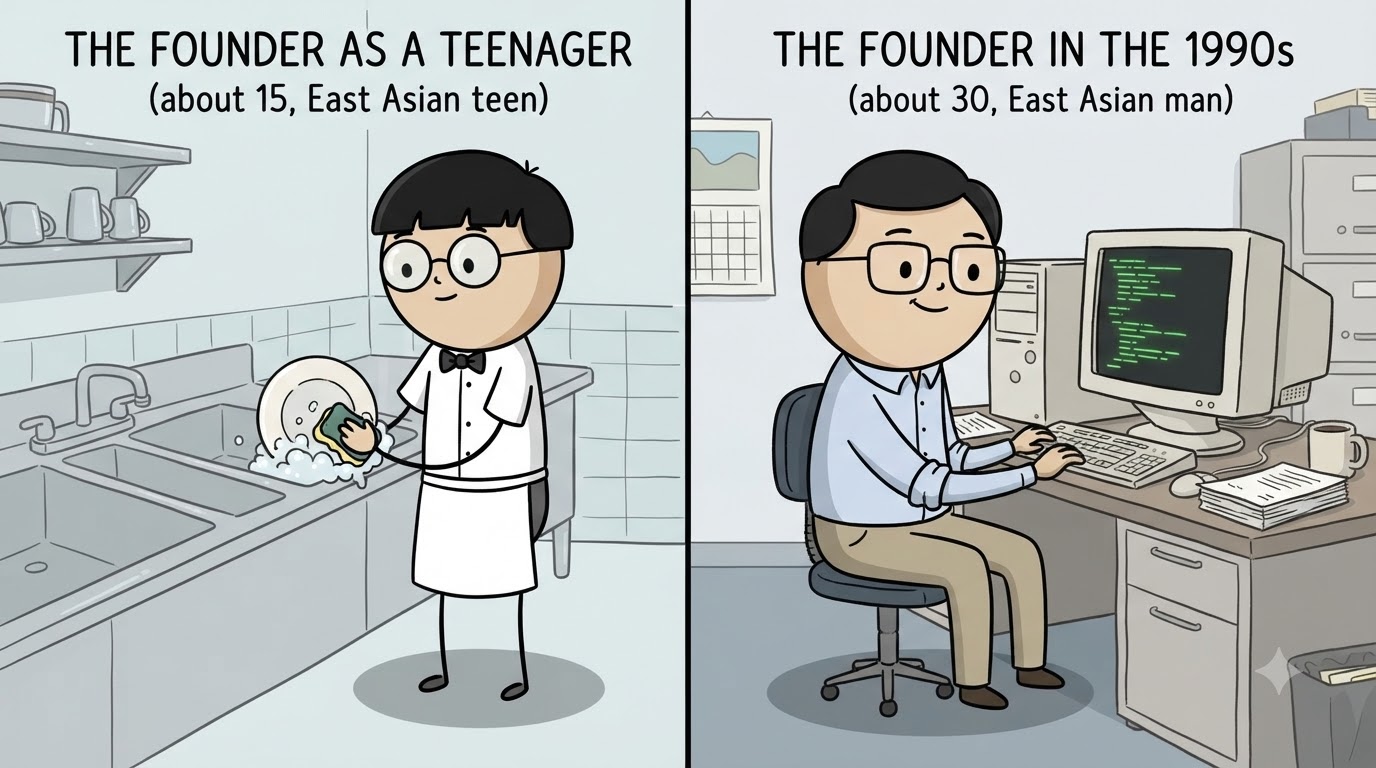 THE FOUNDER AS A TEENAGER
(about 15, East Asian teen)
THE FOUNDER IN THE 1990s
(about 30, East Asian man)